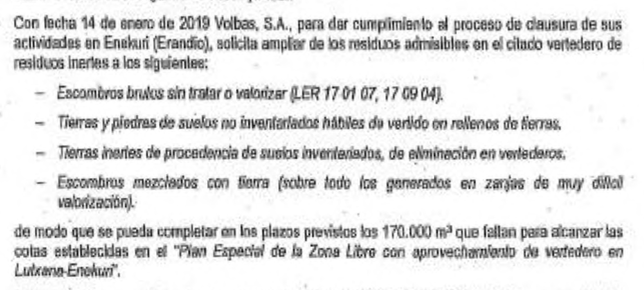 Con fecha 14 de enero de 2019 Volbas, S.A., para dar cumplimiento al proceso de clausura de sus
actividades en Enekuri (Erandio), solicita ampliar de los residuos admisibles en el citado vertedero de
residuos inertes a los siguientes:
– Escombros brutos sin tratar o valorizar (LER 17 01 07, 17 09 04).
– Tierras y piedras de suelos no inventariados hábiles de vertido en rellenos de tierras.
– Tierras inertes de procedencia de suelos inventariados, de eliminación en vertederos.
– Escombros mezclados con tierra (sobre todo los generados en zanjas de muy difícil
valorización).
de modo que se pueda completar en los plazos previstos los 170.000 m³ que faltan para alcanzar las
cotas establecidas en el "Plan Especial de la Zona Libre con aprovechamiento de vertedero en
Lutxana-Enekuri".